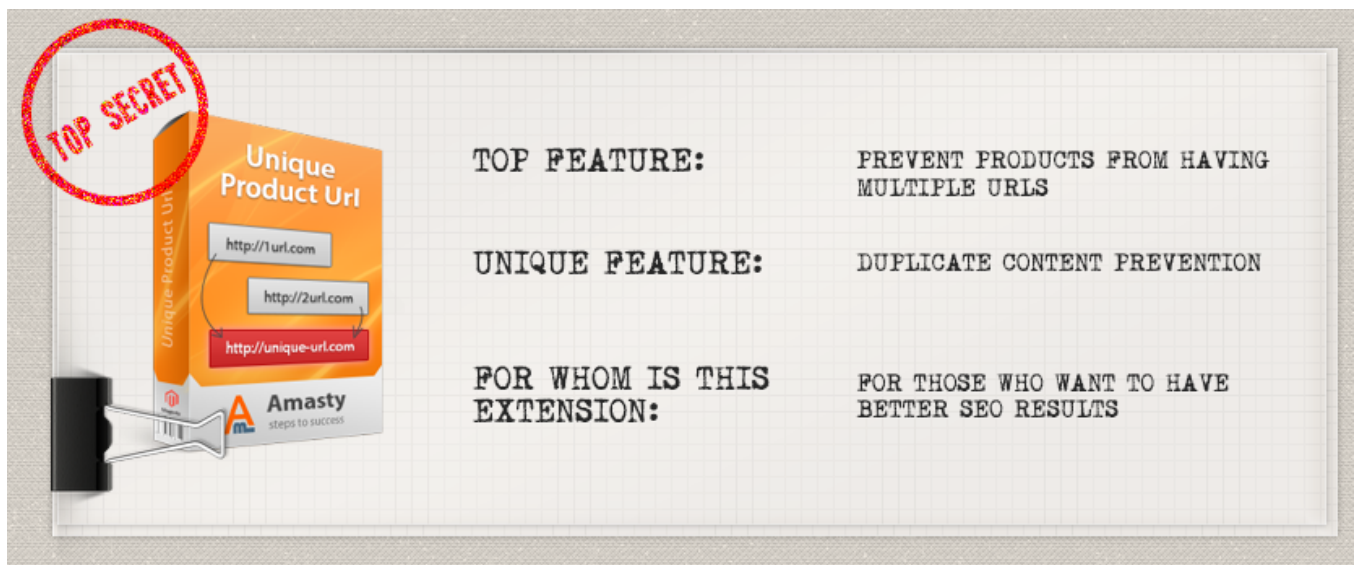 TOP SECRET
Unique
Product Url
Unique Product Url
http://1url.com
http://2url.com
http://unique-url.com
Amasty
steps to success
TOP FEATURE:
PREVENT PRODUCTS FROM HAVING
MULTIPLE URLS
UNIQUE FEATURE:
DUPLICATE CONTENT PREVENTION
FOR WHOM IS THIS
EXTENSION:
FOR THOSE WHO WANT TO HAVE
BETTER SEO RESULTS